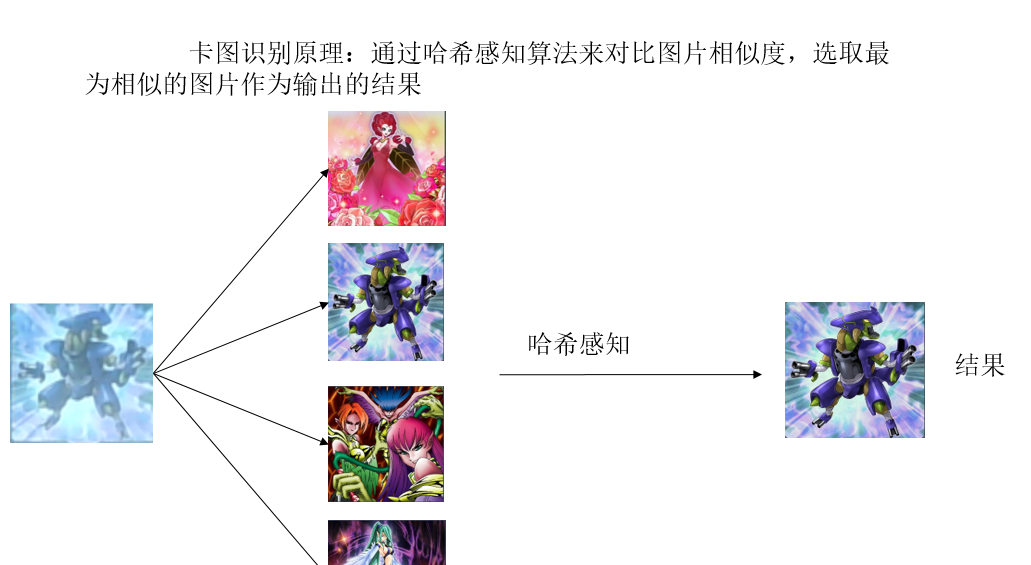 卡图识别原理：通过哈希感知算法来对比图片相似度，选取最
为相似的图片作为输出的结果
哈希感知
结果